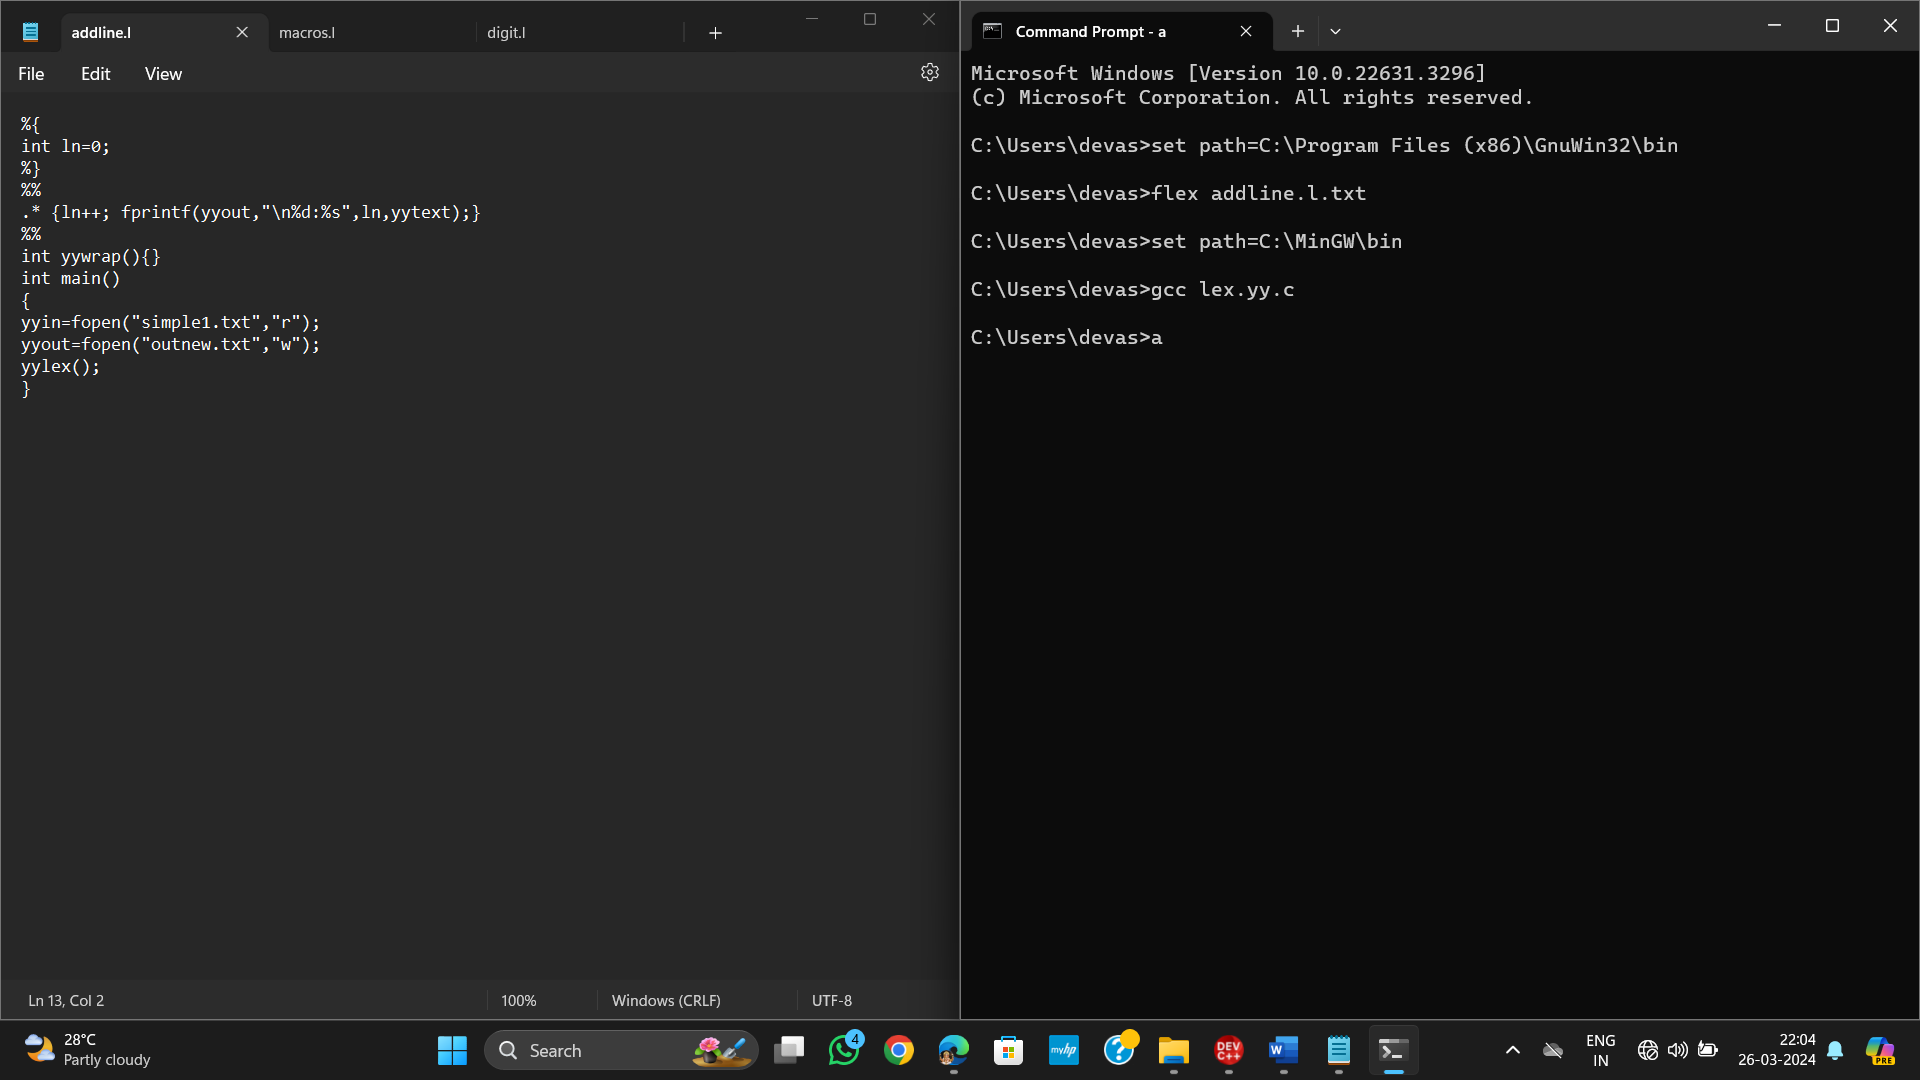 addline.l
macros.l
digit.l
File
Edit
View
%{
int ln=0;
%}
%%
.* {ln++; fprintf(yyout,"\n%d:%s",ln,yytext);}
%%
int yywrap(){}
int main()
{
yyin=fopen("simple1.txt","r");
yyout=fopen("outnew.txt","w");
yylex();
}
Ln 13, Col 2
100%
Windows (CRLF)
UTF-8
Command Prompt - a
Microsoft Windows [Version 10.0.22631.3296]
(c) Microsoft Corporation. All rights reserved.
C:\Users\devas>set path=C:\Program Files (x86)\GnuWin32\bin
C:\Users\devas>flex addline.l.txt
C:\Users\devas>set path=C:\MinGW\bin
C:\Users\devas>gcc lex.yy.c
C:\Users\devas>a
28°C
Partly cloudy
Search
4
myhp
?
DEV
C++
W
ENG
IN
22:04
26-03-2024
PRE